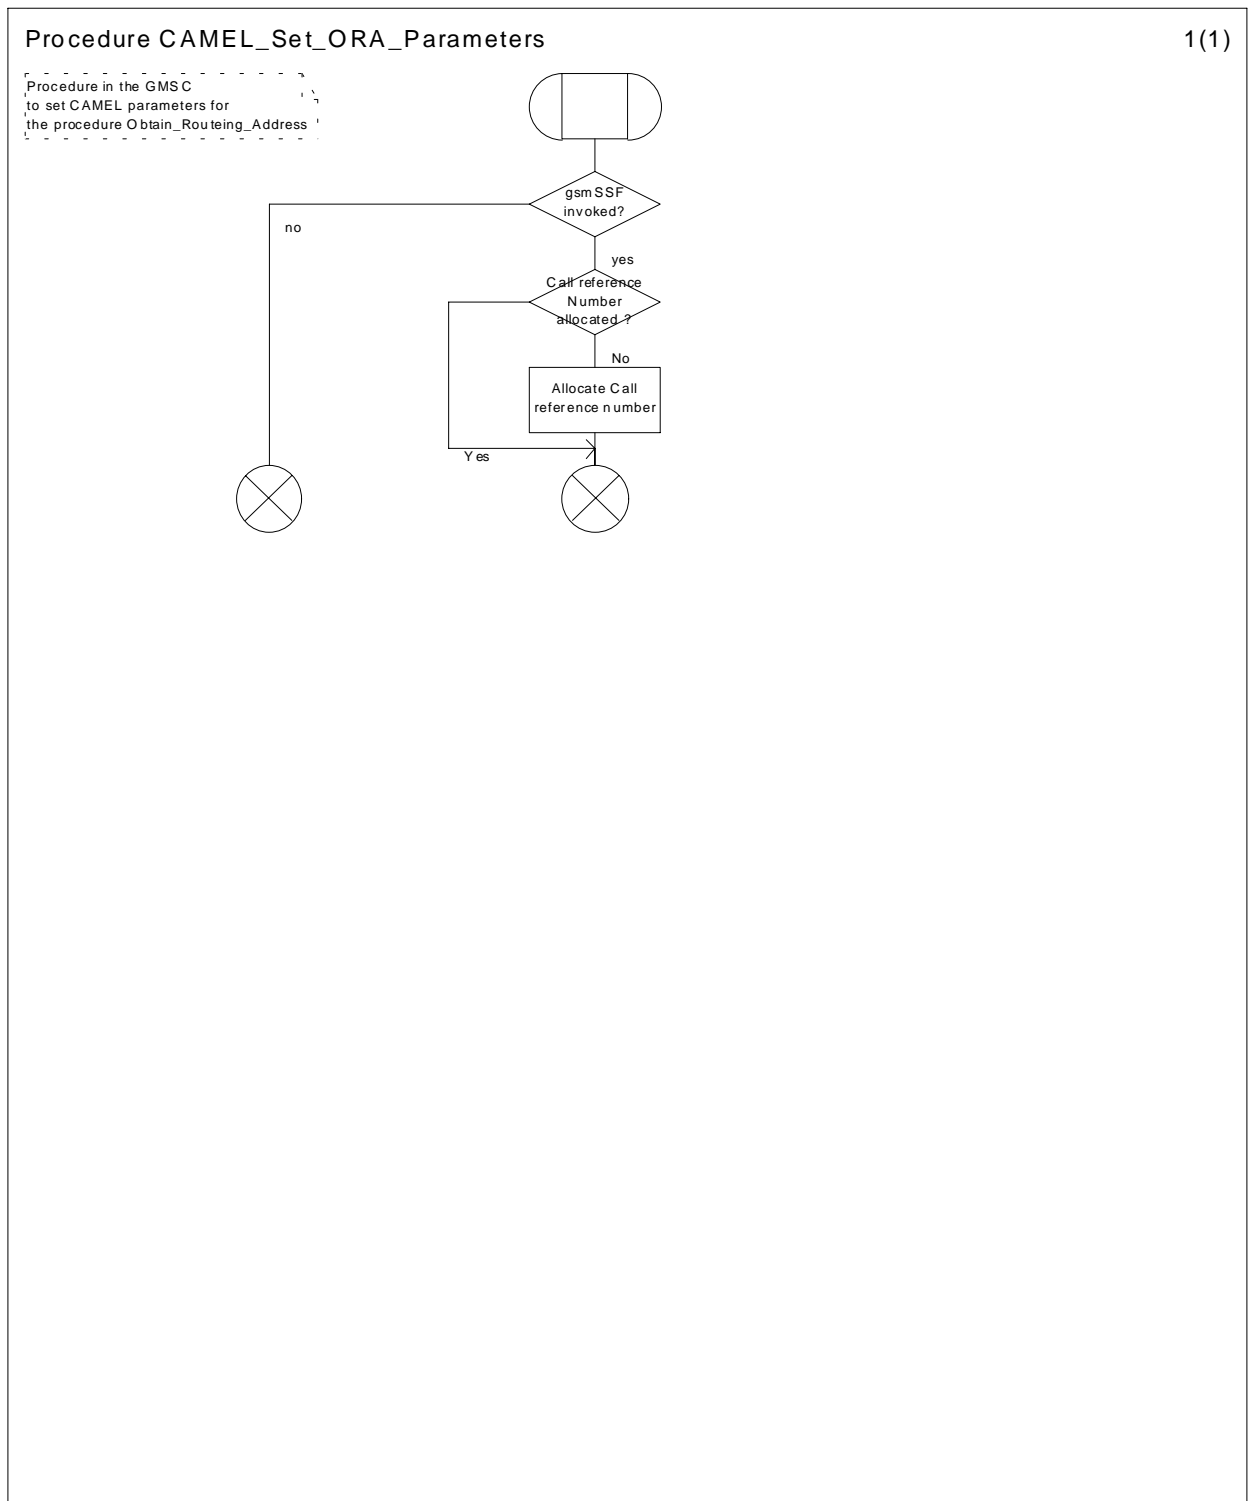 Procedure CAMEL_Set_ORA_Parameters
1(1)
Procedure in the GMSC
to set CAMEL parameters for
the procedure Obtain_Routeing_Address
gsmSSF
invoked?
no
yes
Call reference
Number
allocated ?
No
Allocate Call
reference number
Yes